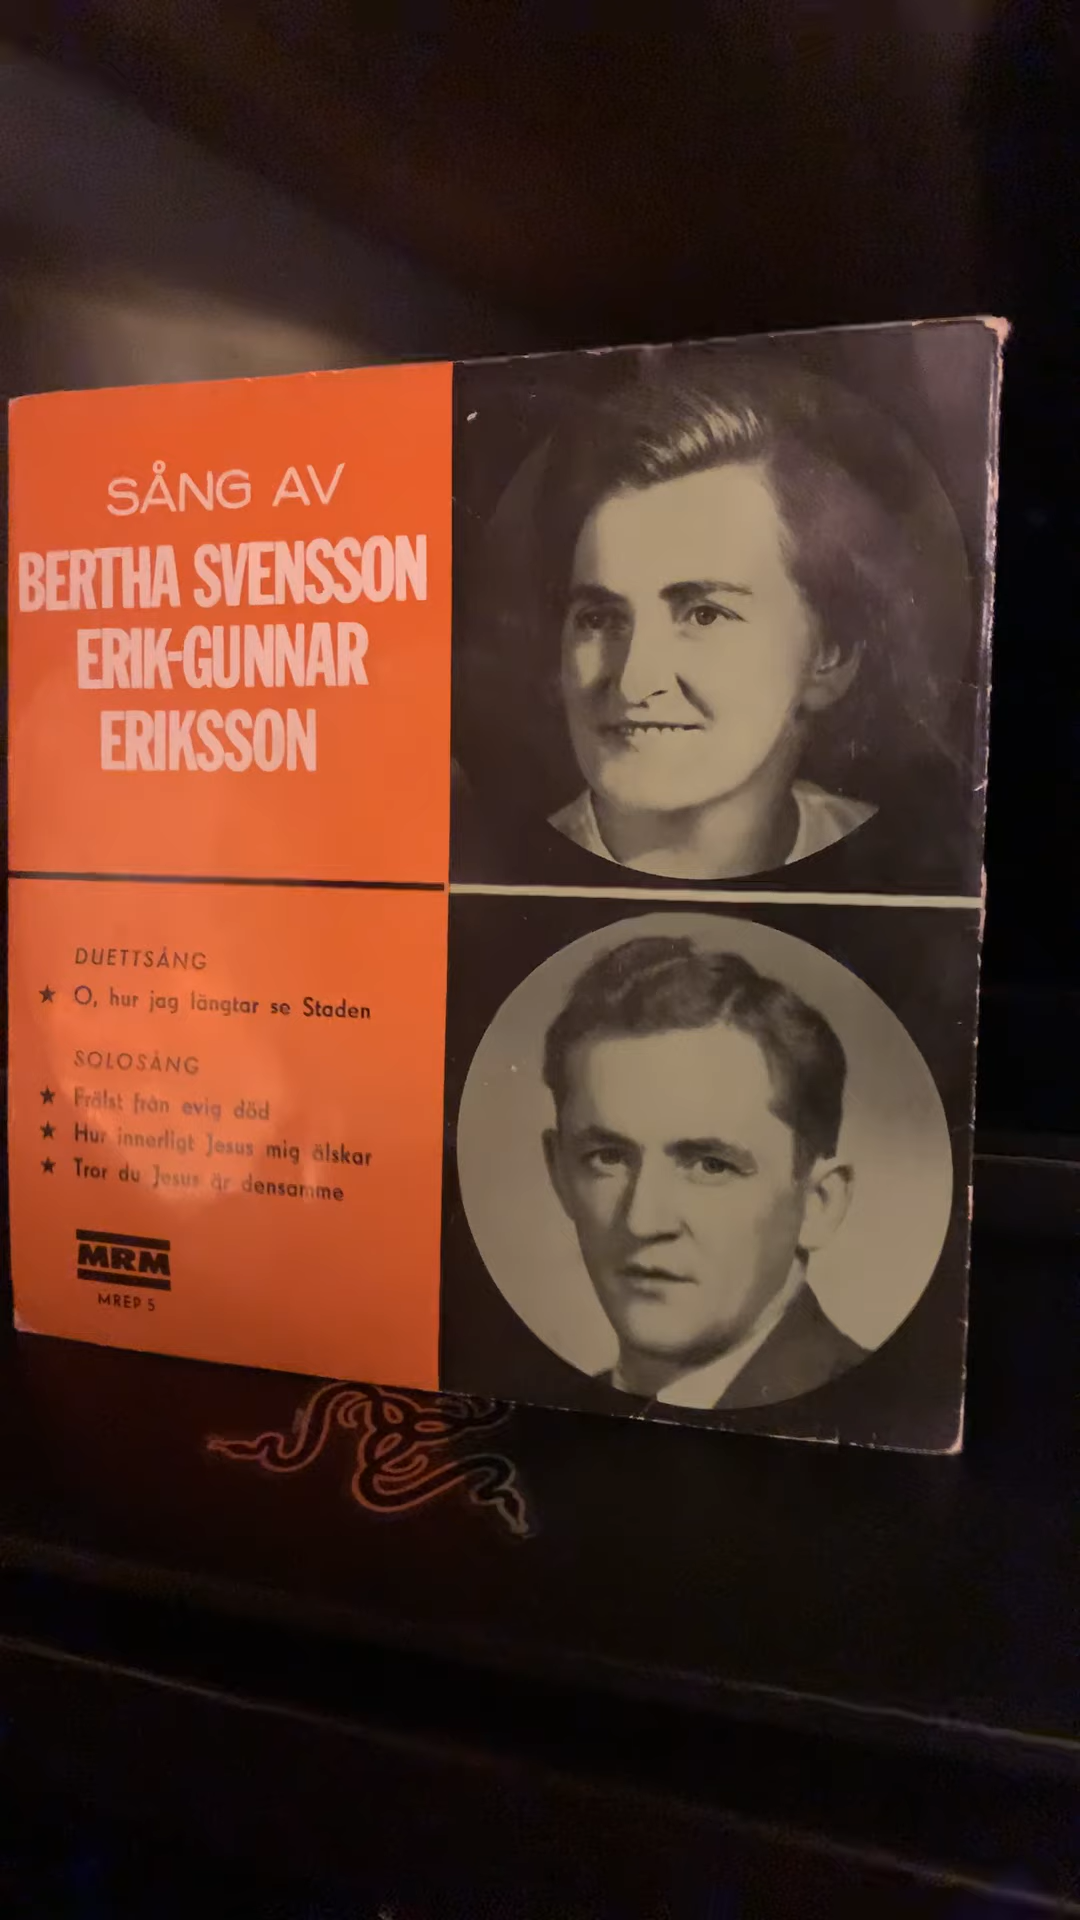 SÅNG AV
BERTHA SVENSSON
ERIK-GUNNAR
ERIKSSON
DUETTSÅNG
★ O, hur jag längtar se Staden
SOLOSÅNG
★ Frälst från evig död
★ Hur innerligt Jesus mig älskar
★ Tror du Jesus är densamme
MRM
MREP 5